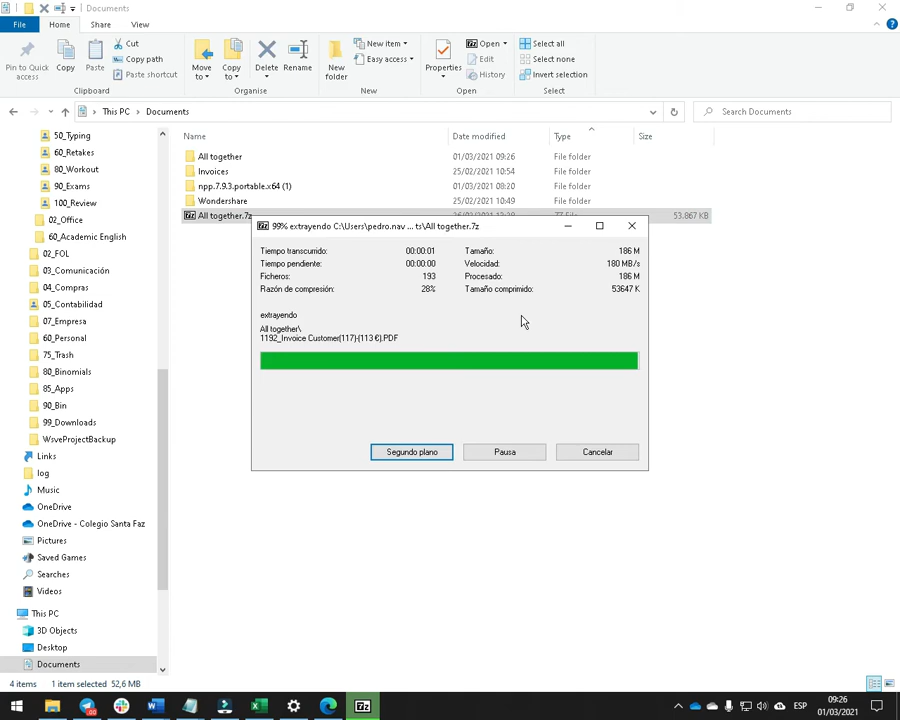 Documents
File
Home
Share
View
Pin to Quick access
Copy
Paste
Cut
Copy path
Paste shortcut
Clipboard
Move to
Copy to
Delete
Rename
Organise
New folder
New item
Easy access
New
Properties
Open
Edit
History
Open
Select all
Select none
Invert selection
Select
This PC
Documents
Search Documents
Name
Date modified
Type
Size
50_Typing
60_Retakes
80_Workout
90_Exams
100_Review
02_Office
60_Academic English
02_FOL
03_Comunicación
04_Compras
05_Contabilidad
07_Empresa
60_Personal
75_Trash
80_Binomials
85_Apps
90_Bin
99_Downloads
WsveProjectBackup
Links
log
Music
OneDrive
OneDrive - Colegio Santa Faz
Pictures
Saved Games
Searches
Videos
This PC
3D Objects
Desktop
Documents
All together 01/03/2021 09:26 File folder
Invoices 25/02/2021 10:54 File folder
npp.7.9.3.portable.x64 (1) 01/03/2021 08:20 File folder
Wondershare 25/02/2021 10:49 File folder
All together.7z 53.867 KB
99% extrayendo C:\Users\pedro.nav ... ts\All together.7z
Tiempo transcurrido: 00:00:01 Tamaño: 186 M
Tiempo pendiente: 00:00:00 Velocidad: 180 MB/s
Ficheros: 193 Procesado: 186 M
Razón de compresión: 28% Tamaño comprimido: 53647 K
extrayendo
All together\
1192_Invoice Customer(117)-(113 €).PDF
Segundo plano
Pausa
Cancelar
4 items 1 item selected 52,6 MB
ESP
09:26
01/03/2021